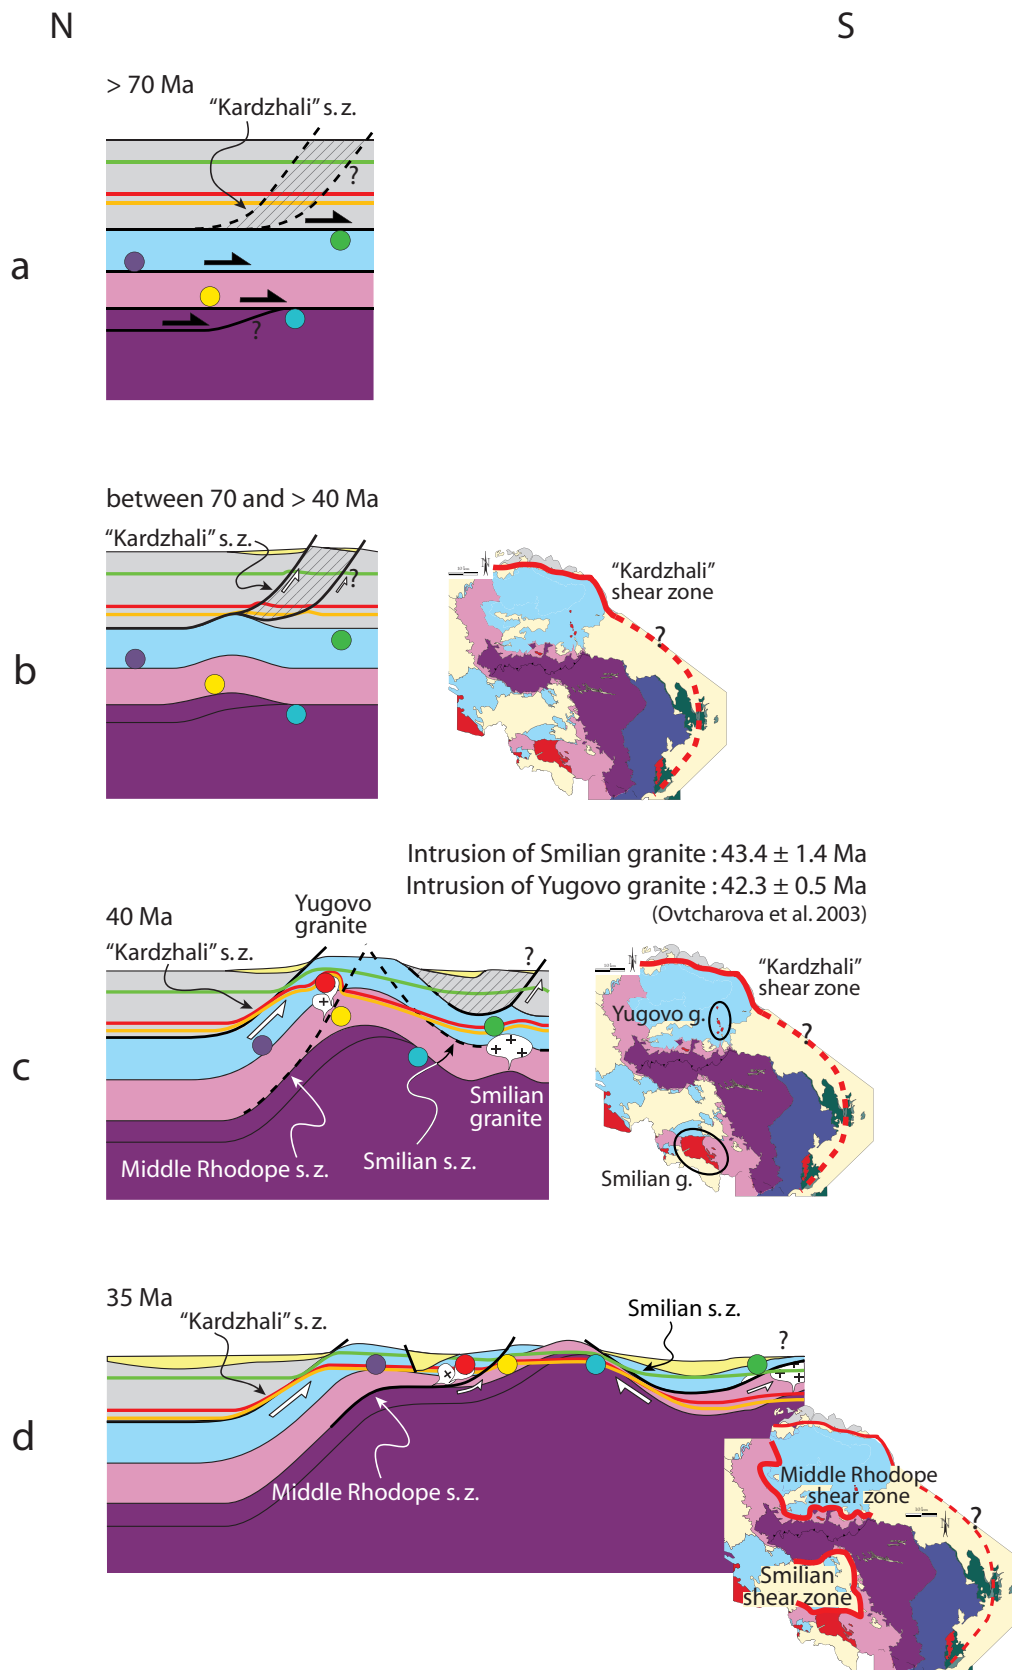 N
S
> 70 Ma
“Kardzhali” s. z.
?
?
a
between 70 and > 40 Ma
“Kardzhali” s. z.
?
N
“Kardzhali”
shear zone
?
b
Intrusion of Smilian granite : 43.4 ± 1.4 Ma
Intrusion of Yugovo granite : 42.3 ± 0.5 Ma
(Ovtcharova et al. 2003)
Yugovo
granite
40 Ma
“Kardzhali” s. z.
?
N
“Kardzhali”
shear zone
Yugovo g.
?
c
Smilian
granite
Middle Rhodope s. z.
Smilian s. z.
Smilian g.
35 Ma
“Kardzhali” s. z.
Smilian s. z.
?
d
Middle Rhodope s. z.
Middle Rhodope
shear zone
?
N
Smilian
shear zone